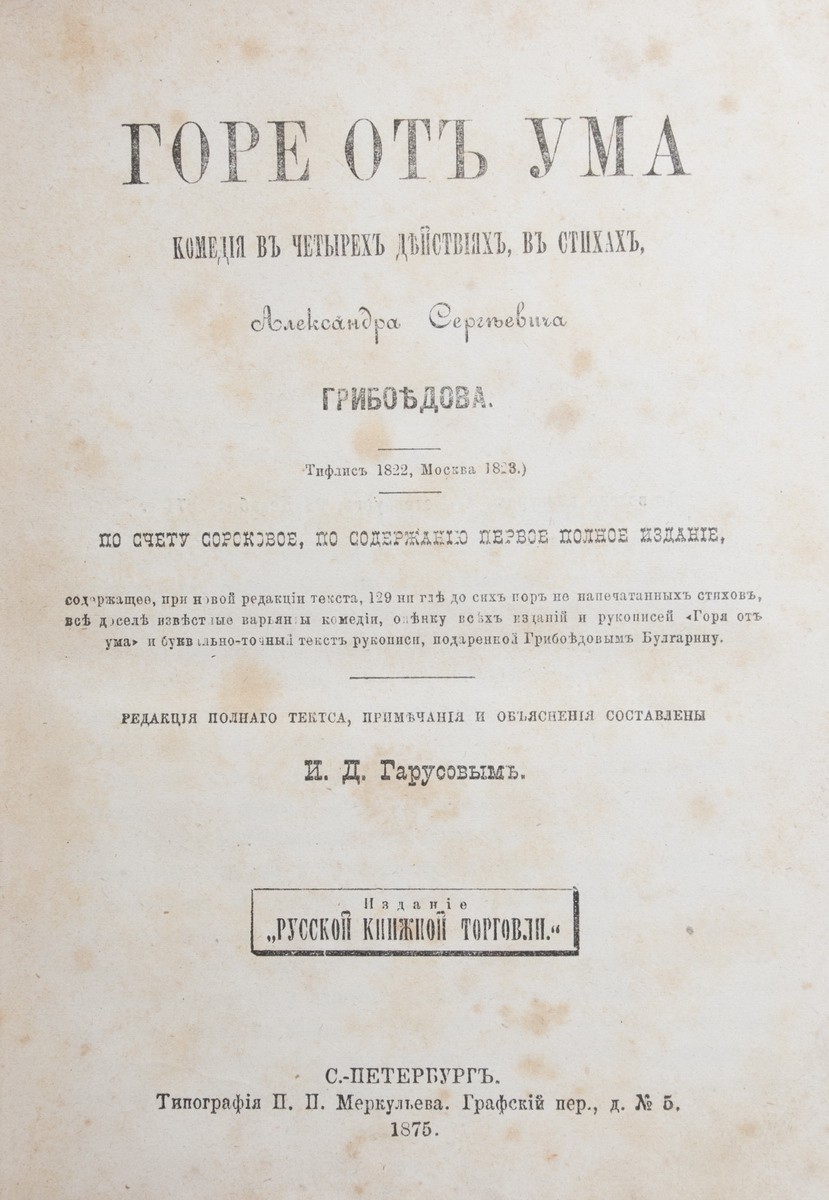 ГОРЕ ОТЪ УМА
КОМЕДІЯ ВЪ ЧЕТЫРЕХЪ ДѢЙСТВІЯХЪ, ВЪ СТИХАХЪ,
Александра Сергѣевича
ГРИБОѢДОВА.
Тифлисъ 1822, Москва 1823.)
ПО СЧЕТУ СОРОКОВОЕ, ПО СОДЕРЖАНІЮ ПЕРВОЕ ПОЛНОЕ ИЗДАНІЕ,
содержащее, при новой редакціи текста, 129 ни гдѣ до сихъ поръ не напечатанныхъ стиховъ,
всѣ доселѣ извѣстные варьянты комедіи, оцѣнку всѣхъ изданій и рукописей «Горя отъ
ума» и буквально-точный текстъ рукописи, подаренной Грибоѣдовымъ Булгарину.
РЕДАКЦІЯ ПОЛНАГО ТЕКТСА, ПРИМѢЧАНІЯ И ОБЪЯСНЕНІЯ СОСТАВЛЕНЫ
И. Д. Гарусовымъ.
Изданіе
„РУССКОЙ КНИЖНОЙ ТОРГОВЛИ.“
С.-ПЕТЕРБУРГЪ.
Типографія П. П. Меркульева. Графскій пер., д. № 5.
1875.